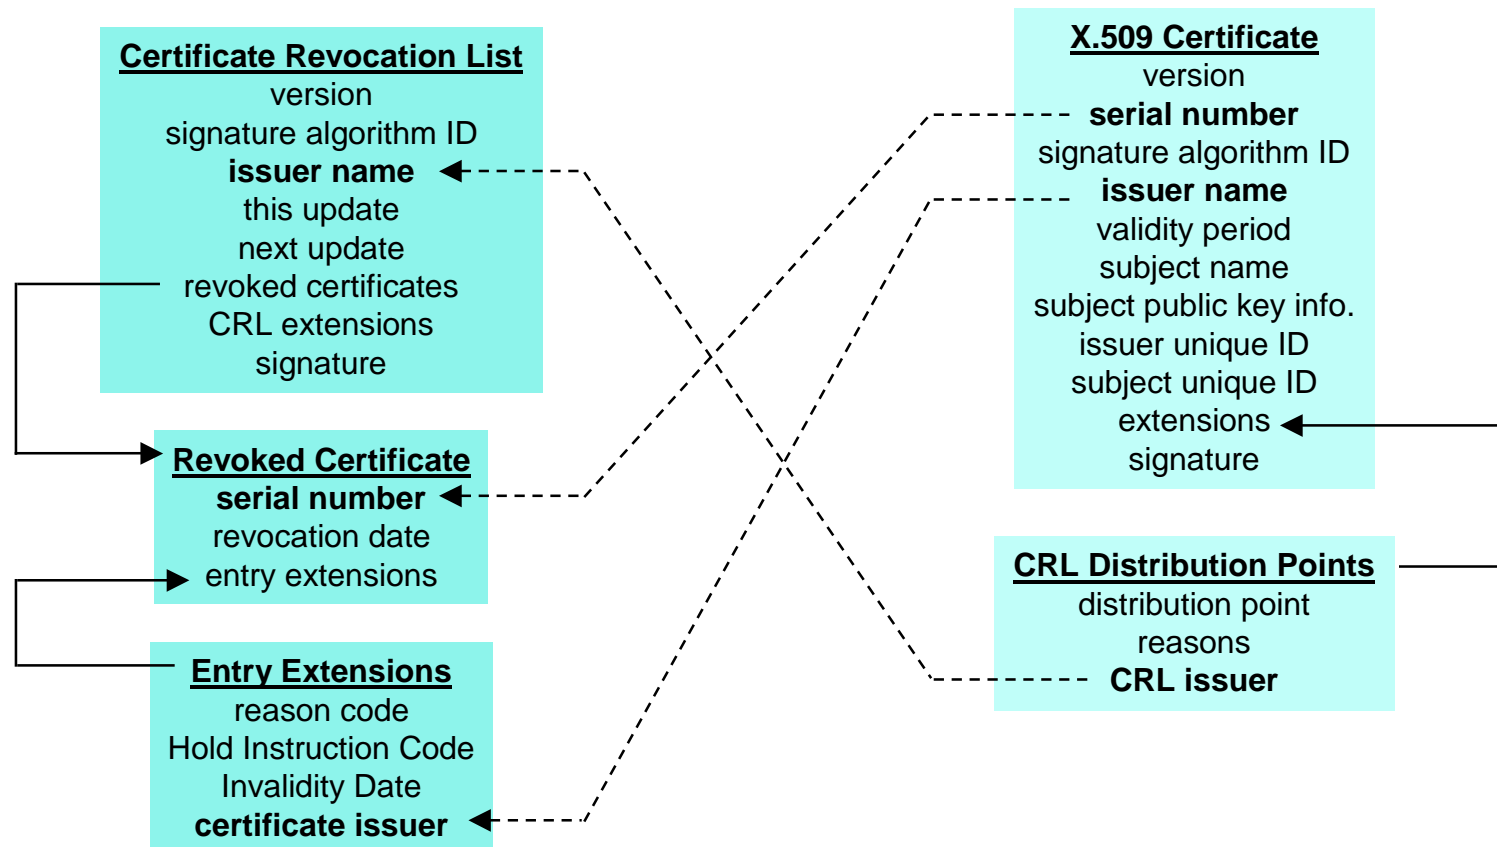 Certificate Revocation List
version
signature algorithm ID
issuer name
this update
next update
revoked certificates
CRL extensions
signature
Revoked Certificate
serial number
revocation date
entry extensions
Entry Extensions
reason code
Hold Instruction Code
Invalidity Date
certificate issuer
X.509 Certificate
version
serial number
signature algorithm ID
issuer name
validity period
subject name
subject public key info.
issuer unique ID
subject unique ID
extensions
signature
CRL Distribution Points
distribution point
reasons
CRL issuer